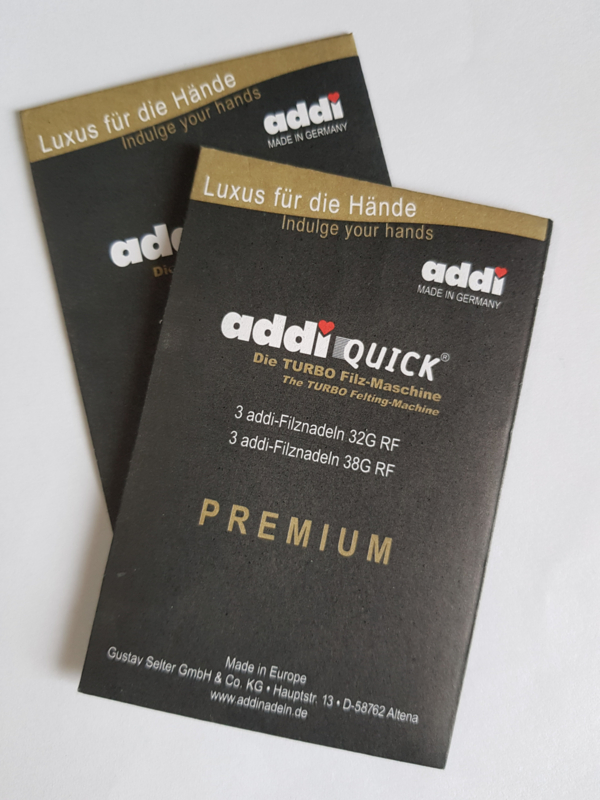 Luxus für die Hände
Indulge your hands
addi
MADE IN GERMANY
Luxus für die Hände
Indulge your hands
addi
MADE IN GERMANY
addi QUICK®
Die TURBO Filz-Maschine
The TURBO Felting-Machine
3 addi-Filznadeln 32G RF
3 addi-Filznadeln 38G RF
PREMIUM
Made in Europe
Gustav Selter GmbH & Co. KG • Hauptstr. 13 • D-58762 Altena
www.addinadeln.de